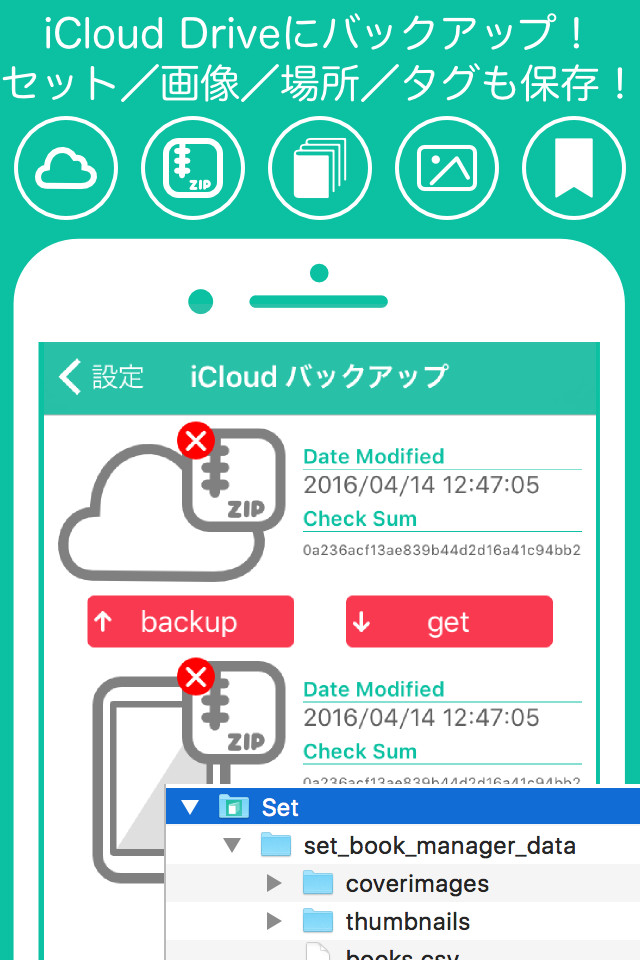 iCloud Driveにバックアップ！
セット／画像／場所／タグも保存！
ZIP
設定
iCloud バックアップ
ZIP
Date Modified
2016/04/14 12:47:05
Check Sum
0a236acf13ae839b44d2d16a41c94bb2
backup
get
ZIP
Date Modified
2016/04/14 12:47:05
Check Sum
0a236acf13ae839b44d2d16a41c94bb2
Set
set_book_manager_data
coverimages
thumbnails
books.csv